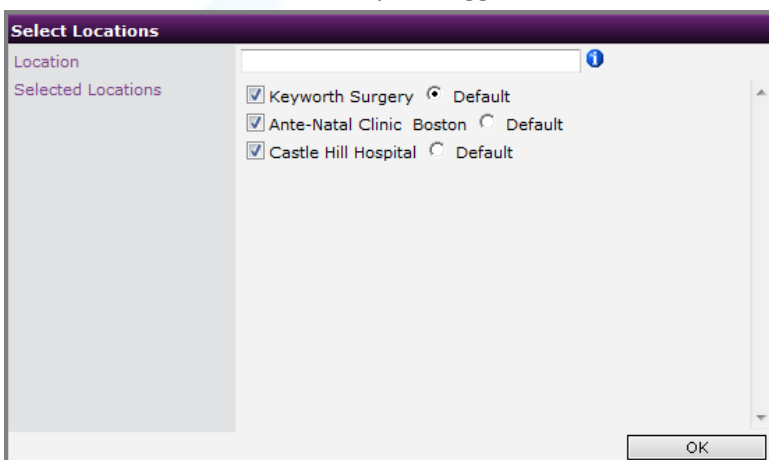 Select Locations
Location
Selected Locations
Keyworth Surgery Default
Ante-Natal Clinic Boston Default
Castle Hill Hospital Default
OK